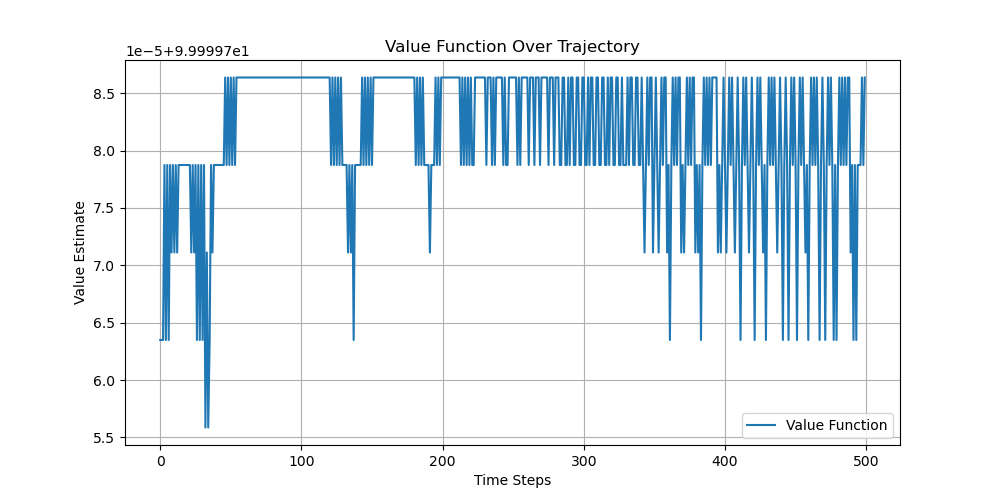 Value Function Over Trajectory
1e-5+9.99997e1
8.5
8.0
7.5
7.0
6.5
6.0
5.5
Value Estimate
0 100 200 300 400 500
Time Steps
Value Function